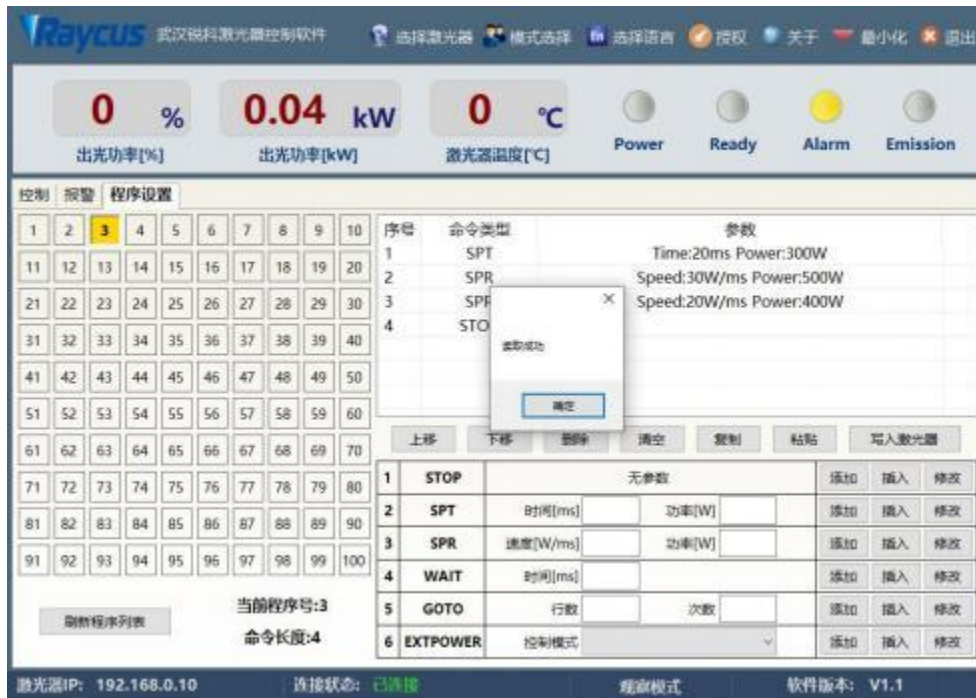 Raycus 武汉锐科激光器控制软件 选择激光器 模式选择 En 选择语言 授权 关于 最小化 退出
0 % 0.04 kW 0 ℃
出光功率[%] 出光功率[kW] 激光器温度[℃] Power Ready Alarm Emission
控制 报警 程序设置
1 2 3 4 5 6 7 8 9 10
11 12 13 14 15 16 17 18 19 20
21 22 23 24 25 26 27 28 29 30
31 32 33 34 35 36 37 38 39 40
41 42 43 44 45 46 47 48 49 50
51 52 53 54 55 56 57 58 59 60
61 62 63 64 65 66 67 68 69 70
71 72 73 74 75 76 77 78 79 80
81 82 83 84 85 86 87 88 89 90
91 92 93 94 95 96 97 98 99 100
刷新程序列表
当前程序号:3
命令长度:4
序号 命令类型 参数
1 SPT Time:20ms Power:300W
2 SPR Speed:30W/ms Power:500W
3 SPR Speed:20W/ms Power:400W
4 STO
读取成功
确定
上移 下移 删除 清空 复制 粘贴 写入激光器
1 STOP 无参数 添加 插入 修改
2 SPT 时间[ms] 功率[W] 添加 插入 修改
3 SPR 速度[W/ms] 功率[W] 添加 插入 修改
4 WAIT 时间[ms] 添加 插入 修改
5 GOTO 行数 次数 添加 插入 修改
6 EXTPOWER 控制模式 添加 插入 修改
激光器IP: 192.168.0.10 连接状态: 已连接 观察模式 软件版本: V1.1